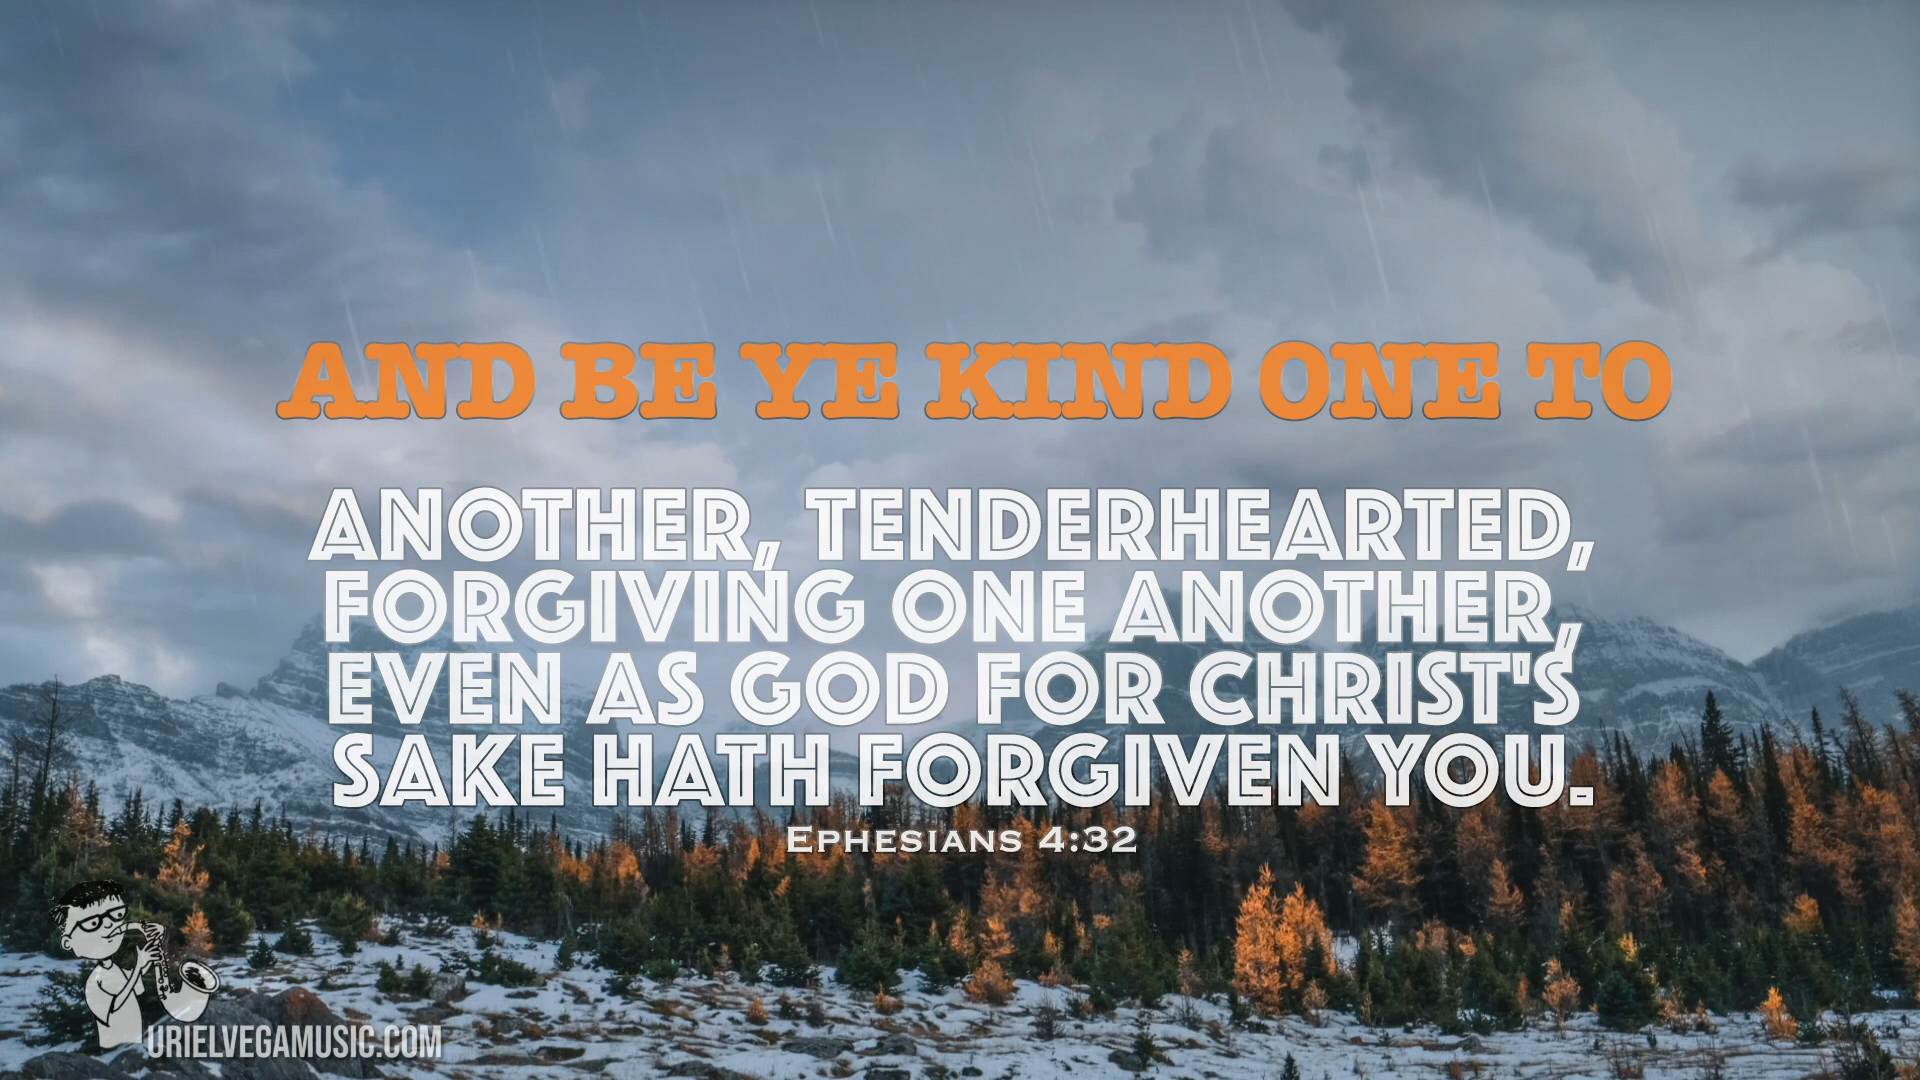 AND BE YE KIND ONE TO
ANOTHER, TENDERHEARTED,
FORGIVING ONE ANOTHER,
EVEN AS GOD FOR CHRIST'S
SAKE HATH FORGIVEN YOU.
EPHESIANS 4:32
URIELVEGAMUSIC.COM